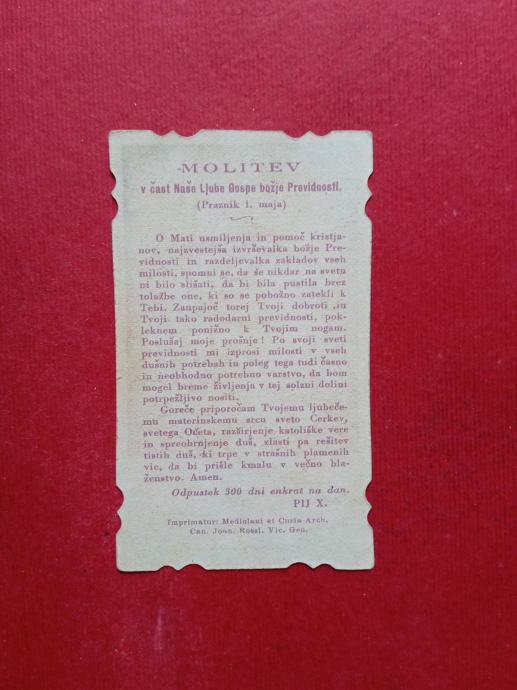 MOLITEV
v čast Naše Ljube Gospe božje Previdnosti.
(Praznik 1. maja)
O Mati usmiljenja in pomoč kristja-
nov, najzvestejša izvrševalka božje Pre-
vidnosti in razdeljevalka zakladov vseh
milosti, spomni se, da še nikdar na svetu
ni bilo slišati, da bi bila pustila brez
tolažbe one, ki so se pobožno zatekli k
Tebi. Zaupajoč torej Tvoji dobroti in
Tvoji tako radodarni previdnosti, pok-
leknem ponižno k Tvojim nogam.
Poslušaj moje prošnje! Po svoji sveti
previdnosti mi izprosi milosti v vseh
dušnih potrebah in poleg tega tudi časno
in neobhodno potrebno varstvo, da bom
mogel breme življenja v tej solzni dolini
potrpežljivo nositi.
Goreče priporočam Tvojemu ljubeče-
mu materinskemu srcu sveto Cerkev,
svetega Očeta, razširjenje katoliške vere
in spreobrnjenje duš, zlasti pa rešitev
tistih duš, ki trpe v strašnih plamenih
vic, da bi prišle kmalu v večno bla-
ženstvo. Amen.
Odpustek 300 dni enkrat na dan.
PIJ X.
Imprimatur: Mediolani et Curia Arch.
Can. Joan. Rossi, Vic. Gen.